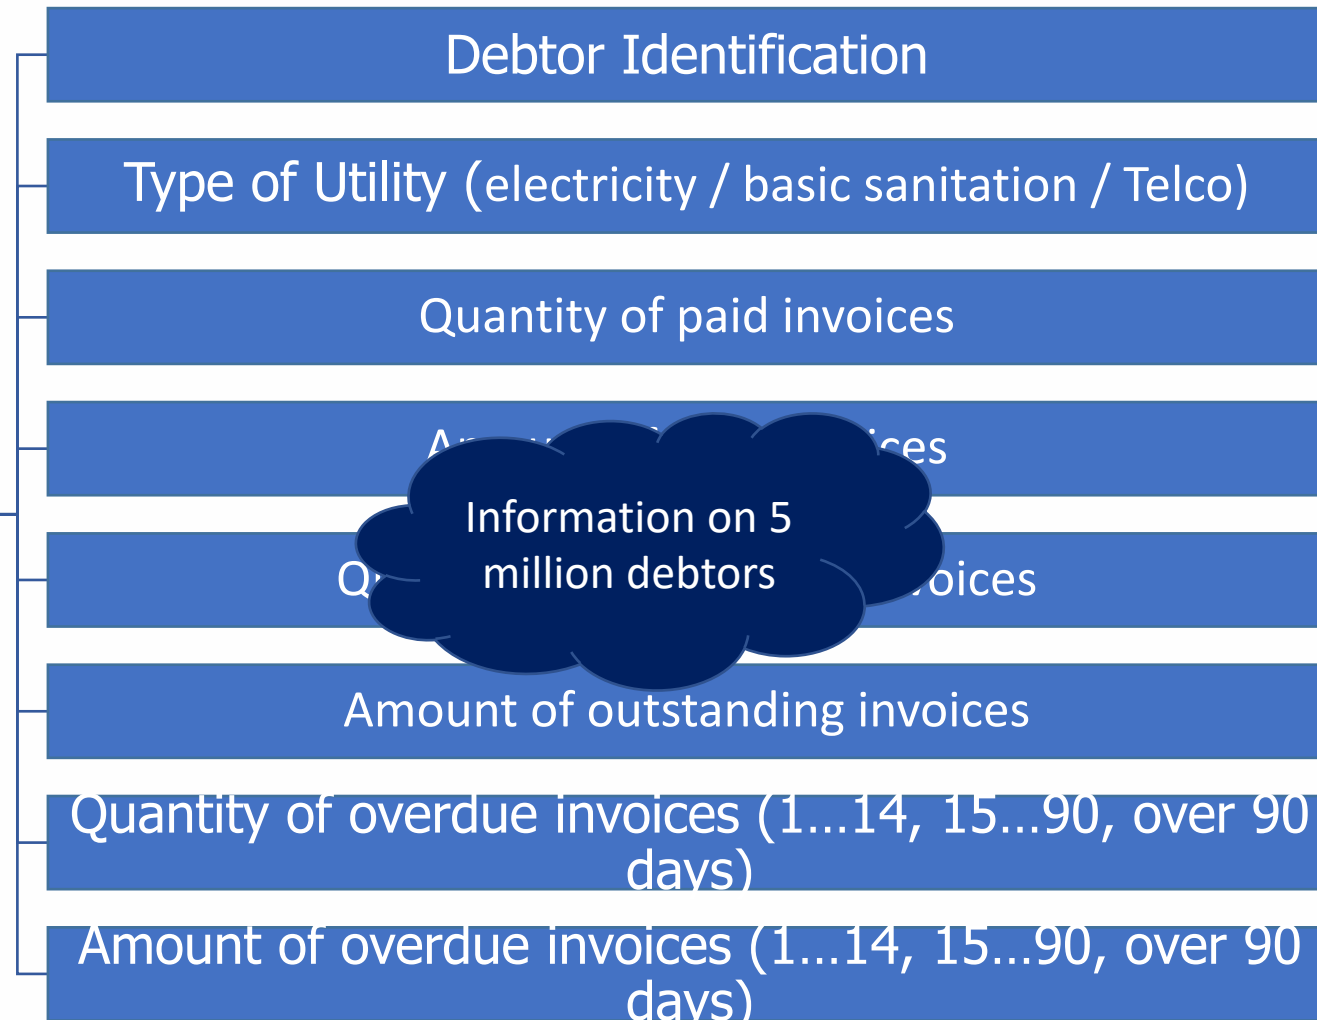 Debtor Identification
Type of Utility (electricity / basic sanitation / Telco)
Quantity of paid invoices
Information on 5
million debtors
Amount of outstanding invoices
Quantity of overdue invoices (1...14, 15...90, over 90
days)
Amount of overdue invoices (1...14, 15...90, over 90
days)